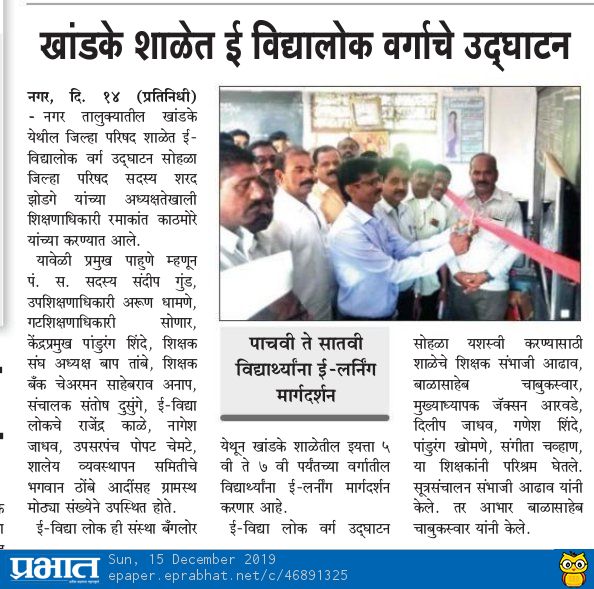 खांडके शाळेत ई विद्यालोक वर्गाचे उद्घाटन
नगर, दि. १४ (प्रतिनिधी)
- नगर तालुक्यातील खांडके
येथील जिल्हा परिषद शाळेत ई-
विद्यालोक वर्ग उद्घाटन सोहळा
जिल्हा परिषद सदस्य शरद
झोडगे यांच्या अध्यक्षतेखाली
शिक्षणाधिकारी रमाकांत काठमोरे
यांच्या करण्यात आले.
यावेळी प्रमुख पाहुणे म्हणून
पं. स. सदस्य संदीप गुंड,
उपशिक्षणाधिकारी अरूण धामणे,
गटशिक्षणाधिकारी सोणार,
केंद्रप्रमुख पांडुरंग शिंदे, शिक्षक
संघ अध्यक्ष बाप तांबे, शिक्षक
बँक चेअरमन साहेबराव अनाप,
संचालक संतोष दुसुंगे, ई-विद्या
लोकचे राजेंद्र काळे, नागेश
जाधव, उपसरपंच पोपट चेमटे,
शालेय व्यवस्थापन समितीचे
भगवान ठोंबे आदींसह ग्रामस्थ
मोठ्या संख्येने उपस्थित होते.
ई-विद्या लोक ही संस्था बँगलोर
पाचवी ते सातवी
विद्यार्थ्यांना ई-लर्निंग
मार्गदर्शन
येथून खांडके शाळेतील इयत्ता ५
वी ते ७ वी पर्यंतच्या वर्गातील
विद्यार्थ्यांना ई-लर्नींग मार्गदर्शन
करणार आहे.
ई-विद्या लोक वर्ग उद्घाटन
सोहळा यशस्वी करण्यासाठी
शाळेचे शिक्षक संभाजी आढाव,
बाळासाहेब चाबुकस्वार,
मुख्याध्यापक जॅक्सन आरवडे,
दिलीप जाधव, गणेश शिंदे,
पांडुरंग खोमणे, संगीता चव्हाण,
या शिक्षकांनी परिश्रम घेतले.
सूत्रसंचालन संभाजी आढाव यांनी
केले. तर आभार बाळासाहेब
चाबुकस्वार यांनी केले.
प्रभात
Sun, 15 December 2019
epaper.eprabhat.net/c/46891325